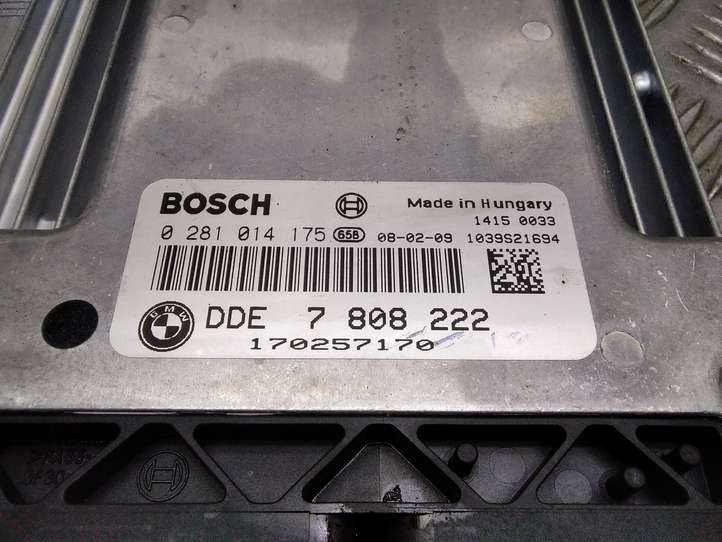 BOSCH Made in Hungary
1415 0033
0 281 014 175 658 08-02-09 1039S21694
BMW DDE 7 808 222
170257170